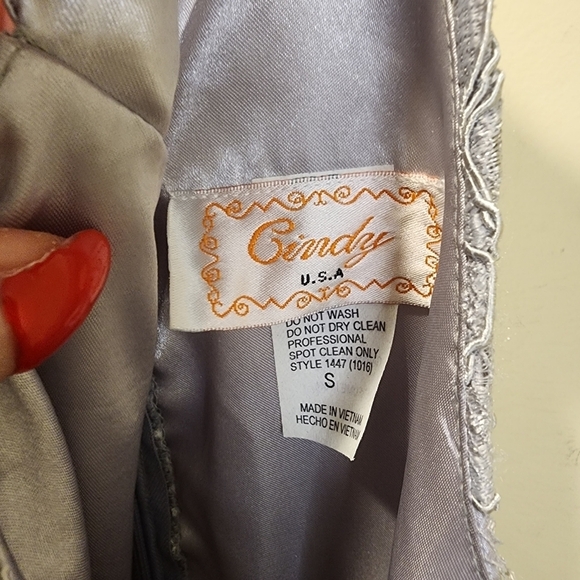 Cindy
U.S.A
DO NOT WASH
DO NOT DRY CLEAN
PROFESSIONAL
SPOT CLEAN ONLY
STYLE 1447 (1016)
S
MADE IN VIETNAM
HECHO EN VIETNAM